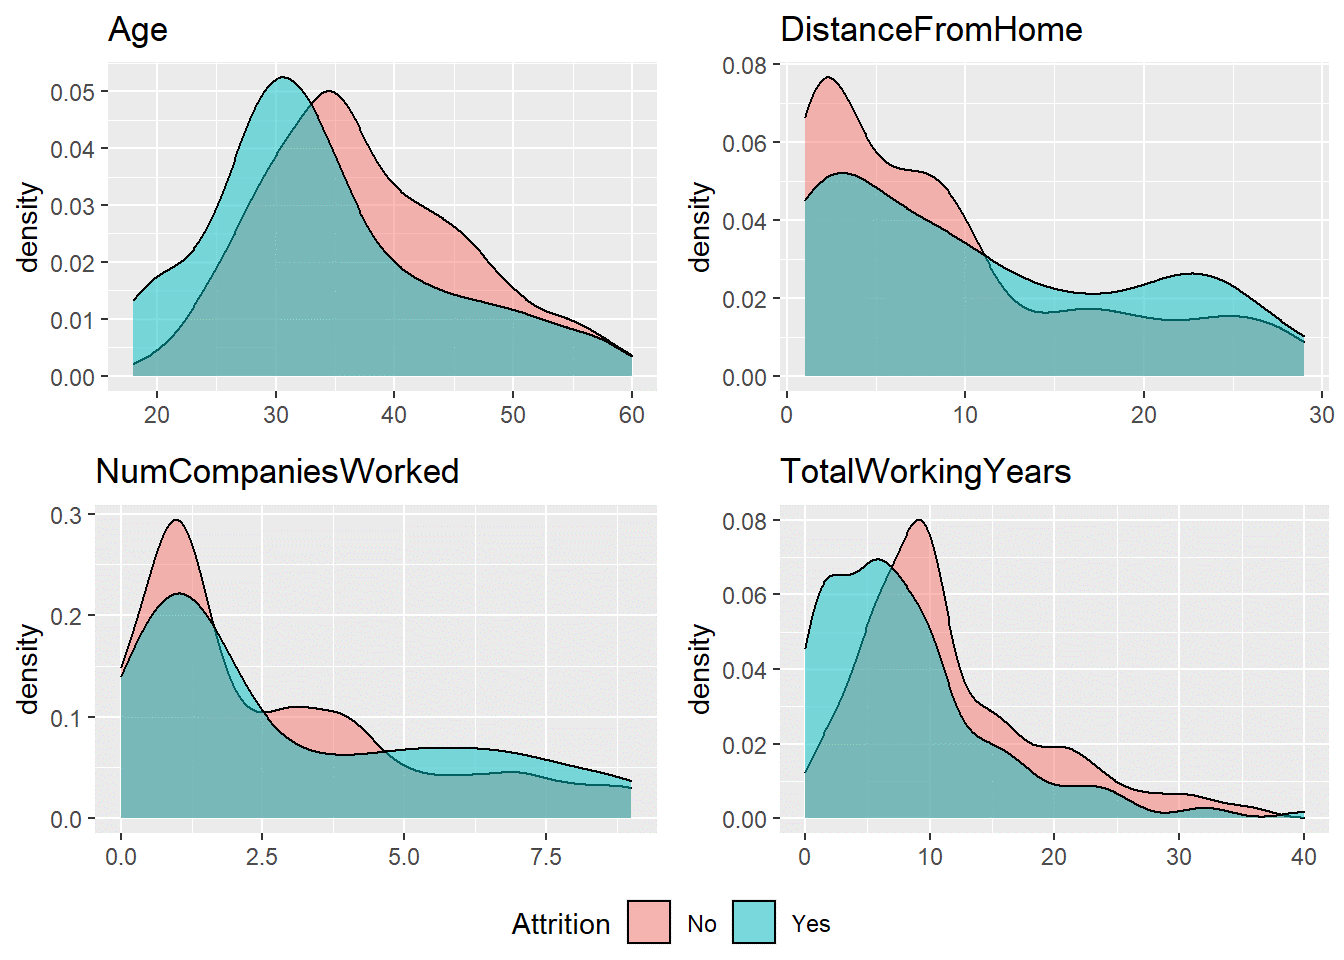 Age
density
0.05
0.04
0.03
0.02
0.01
0.00
20 30 40 50 60
DistanceFromHome
density
0.08
0.06
0.04
0.02
0.00
0 10 20 30
NumCompaniesWorked
density
0.3
0.2
0.1
0.0
0.0 2.5 5.0 7.5
TotalWorkingYears
density
0.08
0.06
0.04
0.02
0.00
0 10 20 30 40
Attrition No Yes